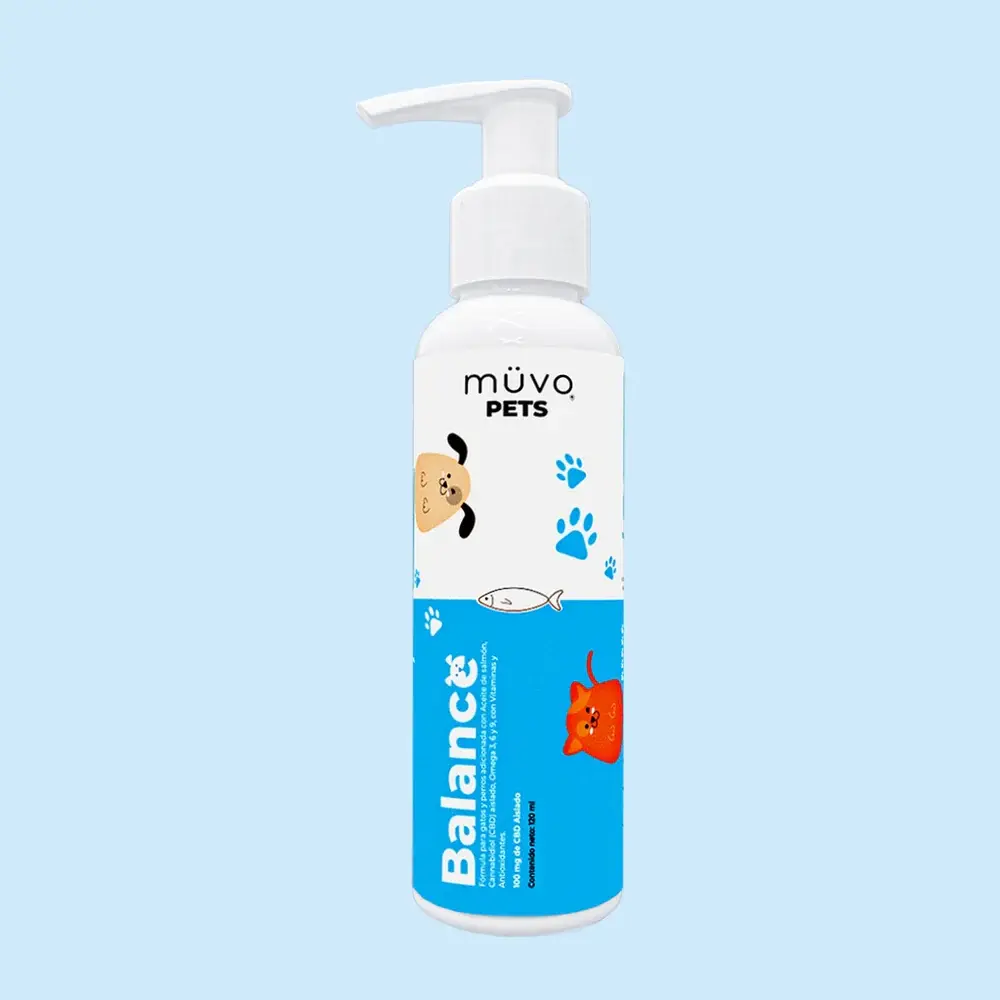 müvo
PETS
Balance
Fórmula para gatos y perros adicionada con Aceite de salmón,
Cannabidiol (CBD) aislado, Omega 3, 6 y 9, con Vitaminas y
Antioxidantes.
100 mg de CBD Aislado
Contenido neto: 120 ml